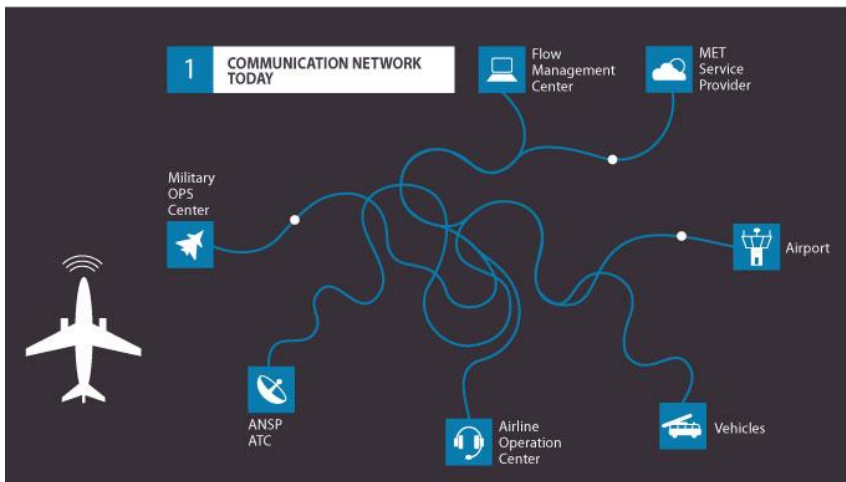 1
COMMUNICATION NETWORK
TODAY
Flow
Management
Center
MET
Service
Provider
Military
OPS
Center
Airport
ANSP
ATC
Airline
Operation
Center
Vehicles